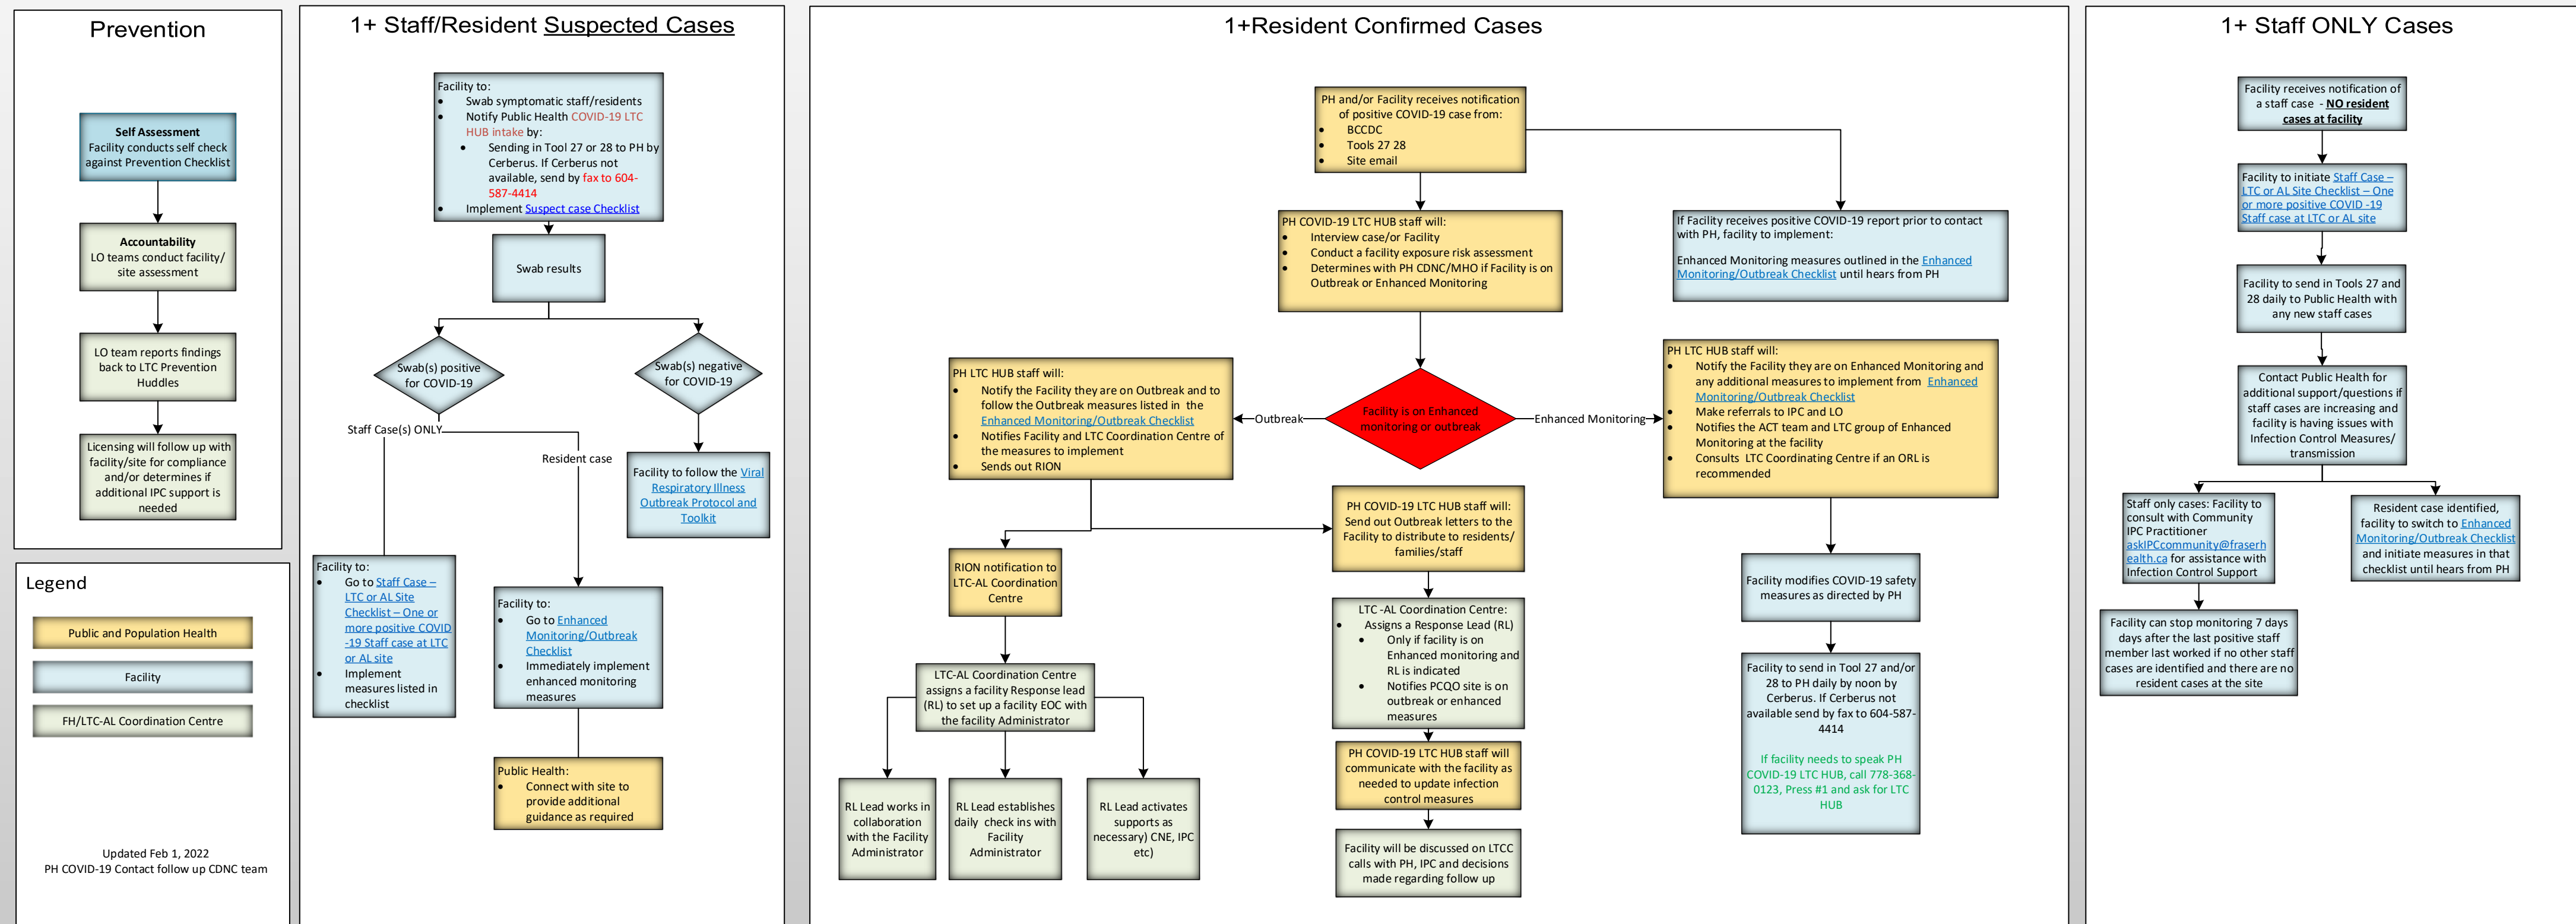 Prevention
Self Assessment
Facility conducts self check
against Prevention Checklist
Accountability
LO teams conduct facility/
site assessment
LO team reports findings
back to LTC Prevention
Huddles
Licensing will follow up with
facility/site for compliance
and/or determines if
additional IPC support is
needed
Legend
Public and Population Health
Facility
FH/LTC-AL Coordination Centre
Updated Feb 1, 2022
PH COVID-19 Contact follow up CDNC team
1+ Staff/Resident Suspected Cases
Facility to:
• Swab symptomatic staff/residents
• Notify Public Health COVID-19 LTC
HUB intake by:
• Sending in Tool 27 or 28 to PH by
Cerberus. If Cerberus not
available, send by fax to 604-
587-4414
• Implement Suspect case Checklist
Swab results
Swab(s) positive
for COVID-19
Swab(s) negative
for COVID-19
Staff Case(s) ONLY
Resident case
Facility to follow the Viral
Respiratory Illness
Outbreak Protocol and
Toolkit
Facility to:
• Go to Staff Case –
LTC or AL Site
Checklist – One or
more positive COVID
-19 Staff case at LTC
or AL site
• Implement
measures listed in
checklist
Facility to:
• Go to Enhanced
Monitoring/Outbreak
Checklist
• Immediately implement
enhanced monitoring
measures
Public Health:
• Connect with site to
provide additional
guidance as required
1+Resident Confirmed Cases
PH and/or Facility receives notification
of positive COVID-19 case from:
• BCCDC
• Tools 27 28
• Site email
PH COVID-19 LTC HUB staff will:
• Interview case/or Facility
• Conduct a facility exposure risk assessment
• Determines with PH CDNC/MHO if Facility is on
Outbreak or Enhanced Monitoring
If Facility receives positive COVID-19 report prior to contact
with PH, facility to implement:
Enhanced Monitoring measures outlined in the Enhanced
Monitoring/Outbreak Checklist until hears from PH
Facility is on Enhanced
monitoring or outbreak
Outbreak
Enhanced Monitoring
PH LTC HUB staff will:
• Notify the Facility they are on Outbreak and to
follow the Outbreak measures listed in the
Enhanced Monitoring/Outbreak Checklist
• Notifies Facility and LTC Coordination Centre of
the measures to implement
• Sends out RION
PH LTC HUB staff will:
• Notify the Facility they are on Enhanced Monitoring and
any additional measures to implement from Enhanced
Monitoring/Outbreak Checklist
• Make referrals to IPC and LO
• Notifies the ACT team and LTC group of Enhanced
Monitoring at the facility
• Consults LTC Coordinating Centre if an ORL is
recommended
RION notification to
LTC-AL Coordination
Centre
LTC-AL Coordination Centre
assigns a facility Response lead
(RL) to set up a facility EOC with
the facility Administrator
RL Lead works in
collaboration
with the Facility
Administrator
RL Lead establishes
daily check ins with
Facility
Administrator
RL Lead activates
supports as
necessary) CNE, IPC
etc)
PH COVID-19 LTC HUB staff will:
Send out Outbreak letters to the
Facility to distribute to residents/
families/staff
LTC -AL Coordination Centre:
• Assigns a Response Lead (RL)
• Only if facility is on
Enhanced monitoring and
RL is indicated
• Notifies PCQO site is on
outbreak or enhanced
measures
PH COVID-19 LTC HUB staff will
communicate with the facility as
needed to update infection
control measures
Facility will be discussed on LTCC
calls with PH, IPC and decisions
made regarding follow up
Facility modifies COVID-19 safety
measures as directed by PH
Facility to send in Tool 27 and/or
28 to PH daily by noon by
Cerberus. If Cerberus not
available send by fax to 604-587-
4414
If facility needs to speak PH
COVID-19 LTC HUB, call 778-368-
0123, Press #1 and ask for LTC
HUB
1+ Staff ONLY Cases
Facility receives notification of
a staff case - NO resident
cases at facility
Facility to initiate Staff Case –
LTC or AL Site Checklist – One
or more positive COVID -19
Staff case at LTC or AL site
Facility to send in Tools 27 and
28 daily to Public Health with
any new staff cases
Contact Public Health for
additional support/questions if
staff cases are increasing and
facility is having issues with
Infection Control Measures/
transmission
Staff only cases: Facility to
consult with Community
IPC Practitioner
askIPCcommunity@fraserh
ealth.ca for assistance with
Infection Control Support
Resident case identified,
facility to switch to Enhanced
Monitoring/Outbreak Checklist
and initiate measures in that
checklist until hears from PH
Facility can stop monitoring 7 days
days after the last positive staff
member last worked if no other staff
cases are identified and there are no
resident cases at the site